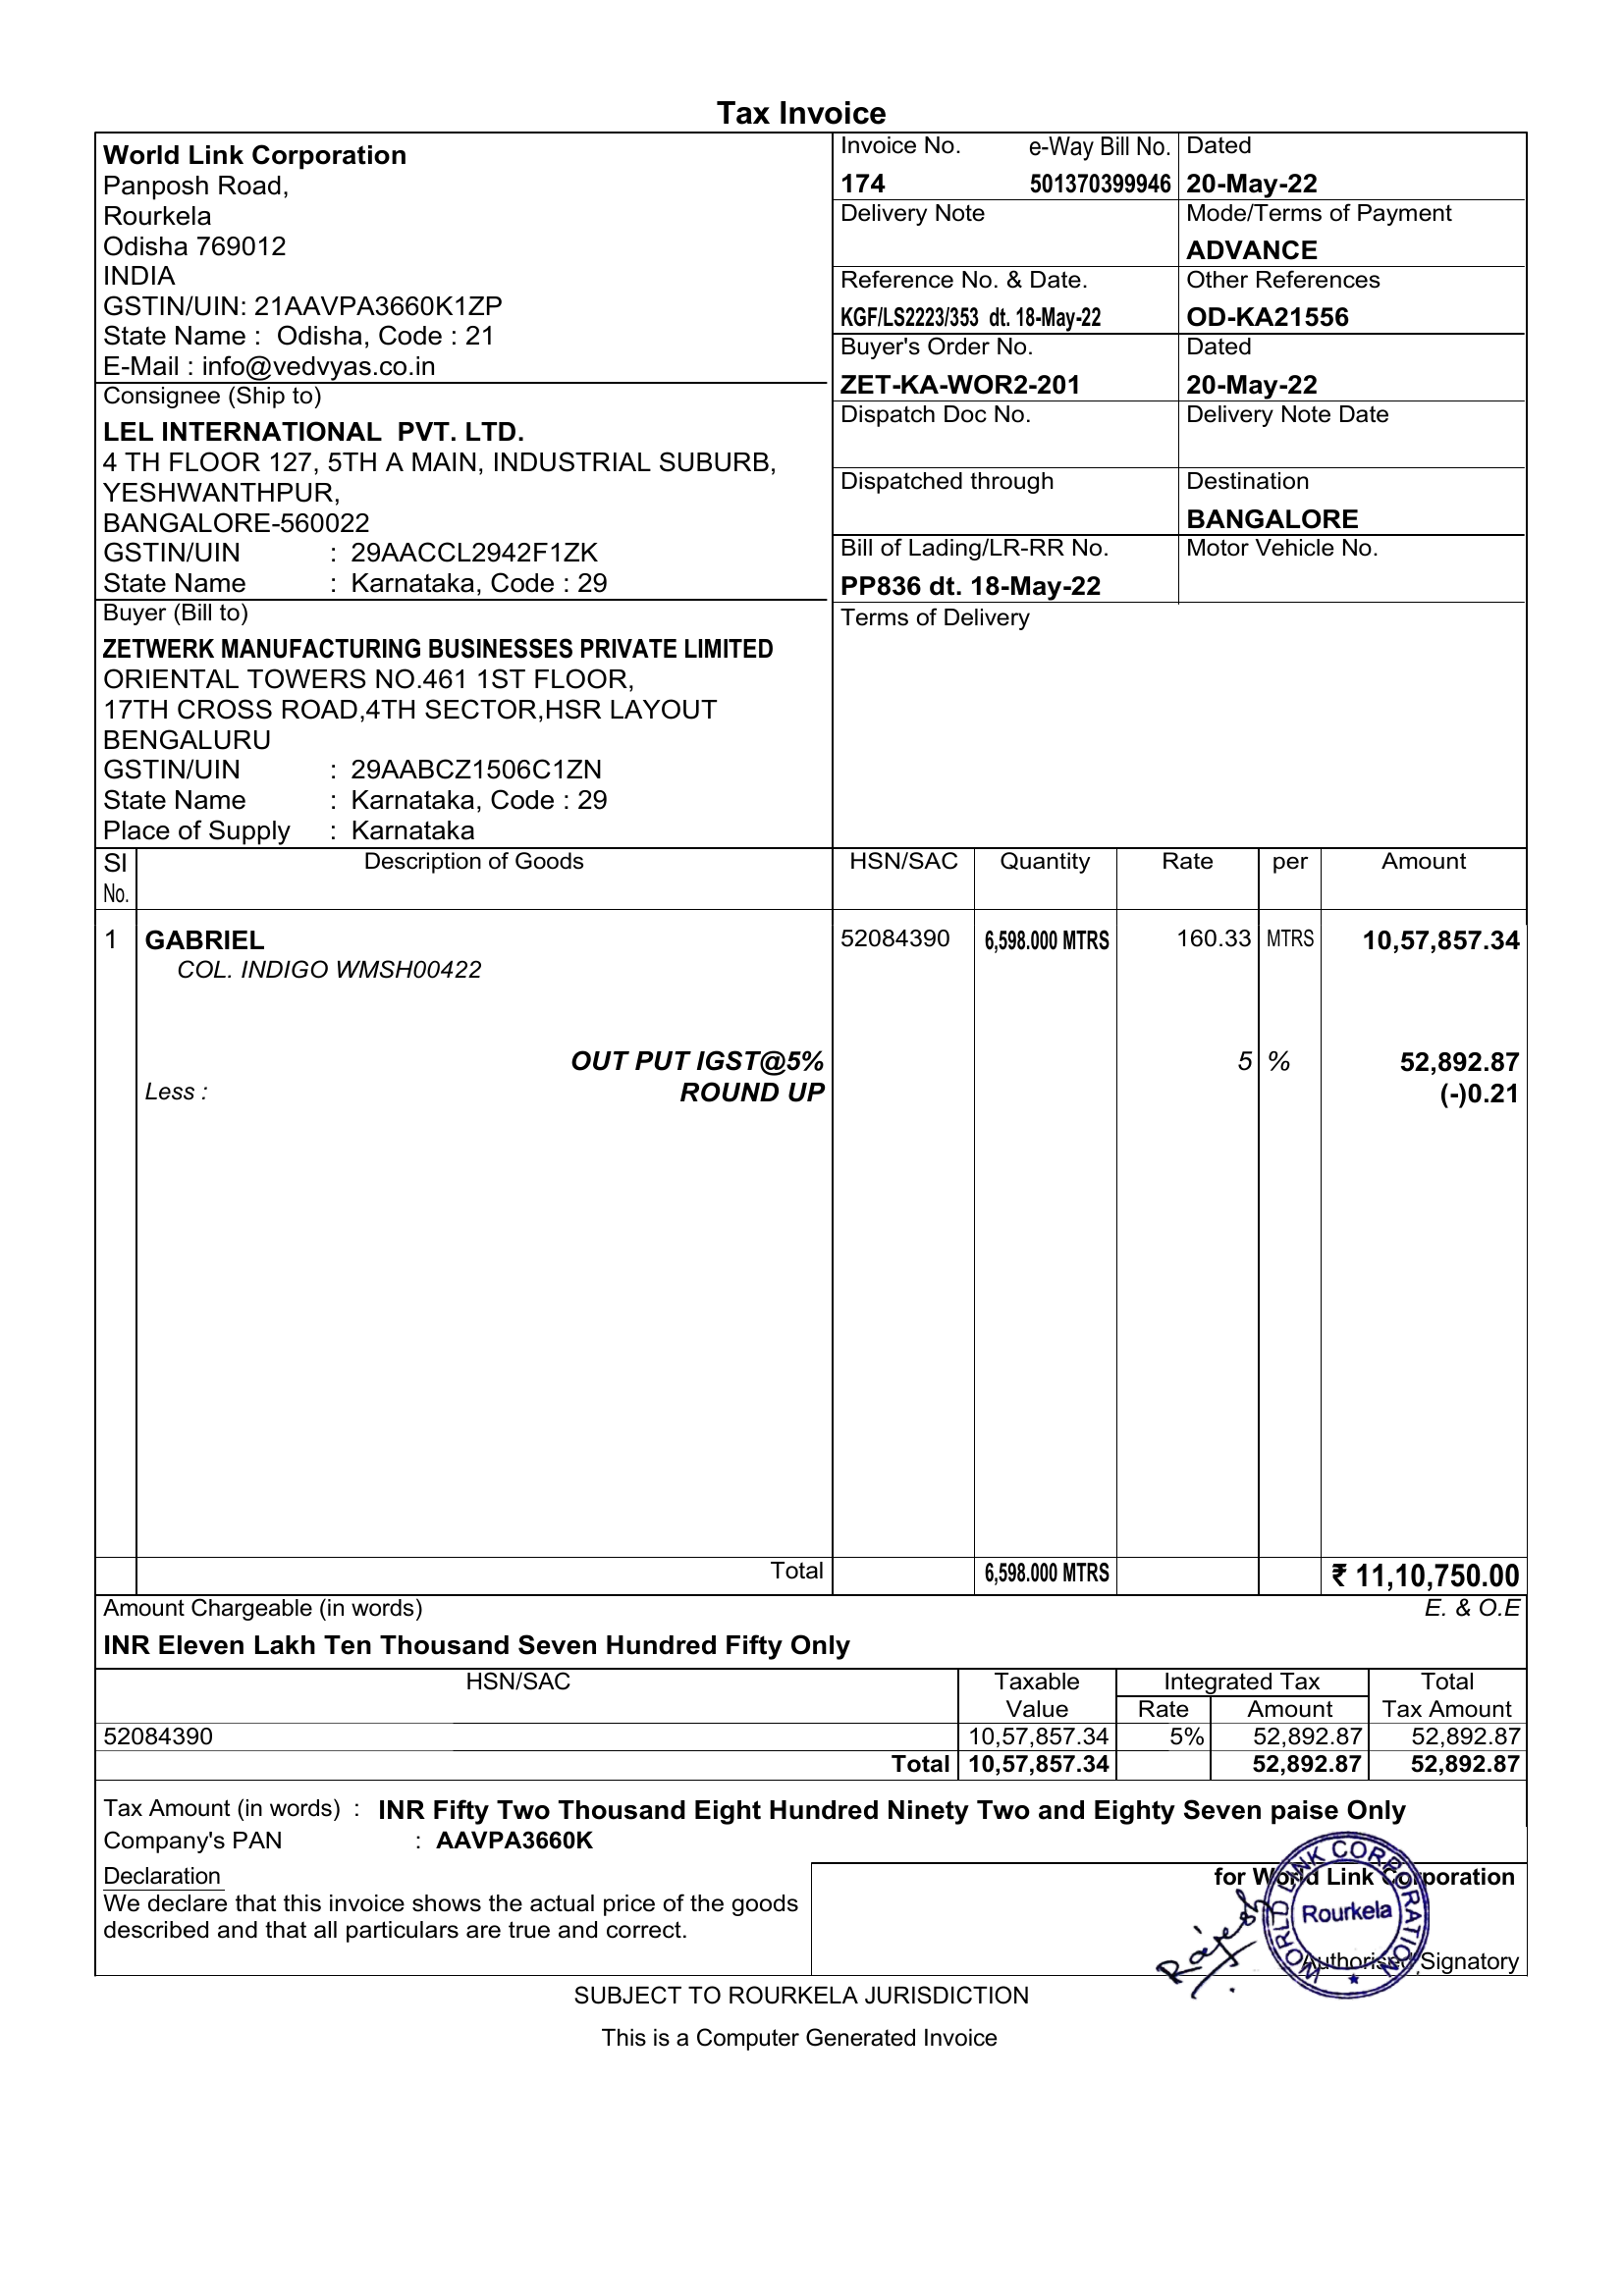 Tax Invoice
World Link Corporation
Panposh Road,
Rourkela
Odisha 769012
INDIA
GSTIN/UIN: 21AAVPA3660K1ZP
State Name : Odisha, Code : 21
E-Mail : info@vedvyas.co.in
Invoice No. e-Way Bill No. Dated
174 501370399946 20-May-22
Delivery Note Mode/Terms of Payment
ADVANCE
Reference No. & Date. Other References
KGF/LS2223/353 dt. 18-May-22 OD-KA21556
Buyer's Order No. Dated
ZET-KA-WOR2-201 20-May-22
Dispatch Doc No. Delivery Note Date
Dispatched through Destination
BANGALORE
Bill of Lading/LR-RR No. Motor Vehicle No.
PP836 dt. 18-May-22
Terms of Delivery
Consignee (Ship to)
LEL INTERNATIONAL PVT. LTD.
4 TH FLOOR 127, 5TH A MAIN, INDUSTRIAL SUBURB,
YESHWANTHPUR,
BANGALORE-560022
GSTIN/UIN : 29AACCL2942F1ZK
State Name : Karnataka, Code : 29
Buyer (Bill to)
ZETWERK MANUFACTURING BUSINESSES PRIVATE LIMITED
ORIENTAL TOWERS NO.461 1ST FLOOR,
17TH CROSS ROAD,4TH SECTOR,HSR LAYOUT
BENGALURU
GSTIN/UIN : 29AABCZ1506C1ZN
State Name : Karnataka, Code : 29
Place of Supply : Karnataka
SI No. Description of Goods HSN/SAC Quantity Rate per Amount
1 GABRIEL 52084390 6,598.000 MTRS 160.33 MTRS 10,57,857.34
COL. INDIGO WMSH00422
OUT PUT IGST@5% 5 % 52,892.87
Less : ROUND UP (-)0.21
Total 6,598.000 MTRS ₹ 11,10,750.00
Amount Chargeable (in words) E. & O.E
INR Eleven Lakh Ten Thousand Seven Hundred Fifty Only
HSN/SAC Taxable Integrated Tax Total
Value Rate Amount Tax Amount
52084390 10,57,857.34 5% 52,892.87 52,892.87
Total 10,57,857.34 52,892.87 52,892.87
Tax Amount (in words) : INR Fifty Two Thousand Eight Hundred Ninety Two and Eighty Seven paise Only
Company's PAN : AAVPA3660K
Declaration
We declare that this invoice shows the actual price of the goods
described and that all particulars are true and correct.
for World Link Corporation
WORLD LINK CORPORATION
Rourkela
Rajesh
Authorised Signatory
SUBJECT TO ROURKELA JURISDICTION
This is a Computer Generated Invoice